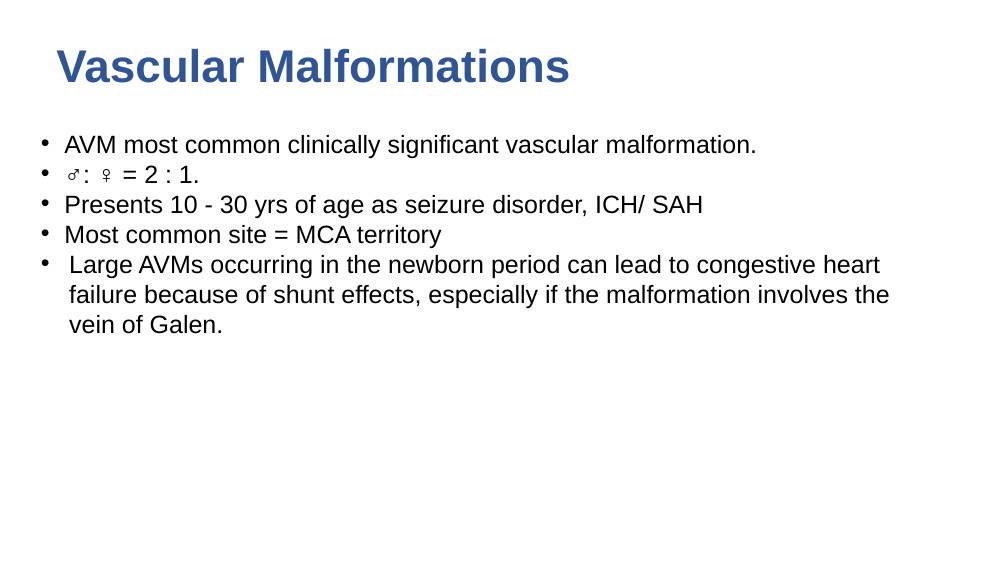 Vascular Malformations
• AVM most common clinically significant vascular malformation.
• ♂: ♀ = 2 : 1.
• Presents 10 - 30 yrs of age as seizure disorder, ICH/ SAH
• Most common site = MCA territory
• Large AVMs occurring in the newborn period can lead to congestive heart
failure because of shunt effects, especially if the malformation involves the
vein of Galen.